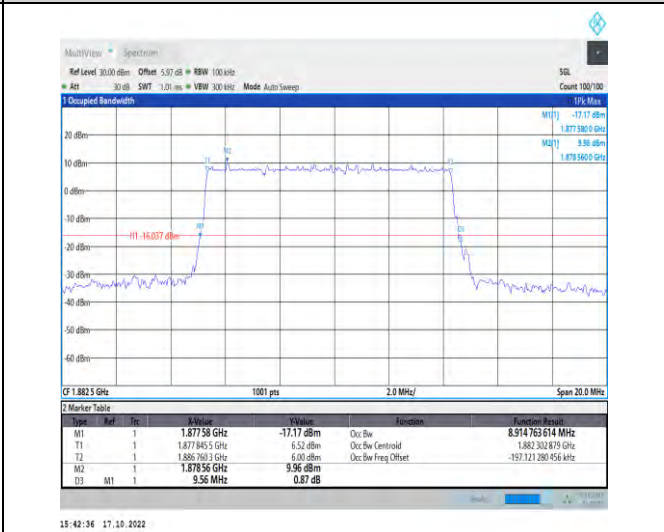 MultiView Spectrum
Ref Level 30.00 dBm Offset 5.97 dB RBW 100 kHz SGL
Att 30 dB SWT 1.01 ms VBW 300 kHz Mode Auto Sweep Count 100/100
1 Occupied Bandwidth 1Pk Max
M1[1] -17.17 dBm
1.877 580 0 GHz
M2[1] 9.96 dBm
1.878 560 0 GHz
20 dBm
M2
T1 T2
10 dBm
0 dBm
-10 dBm
M1 D3
H1 -16.037 dBm
-20 dBm
-30 dBm
-40 dBm
-50 dBm
-60 dBm
CF 1.882 5 GHz 1001 pts 2.0 MHz/ Span 20.0 MHz
2 Marker Table
Type Ref Trc X-Value Y-Value Function Function Result
M1 1 1.877 58 GHz -17.17 dBm Occ Bw 8.914 763 614 MHz
T1 1 1.877 845 5 GHz 6.52 dBm Occ Bw Centroid 1.882 302 879 GHz
T2 1 1.886 760 3 GHz 6.00 dBm Occ Bw Freq Offset -197.121 280 456 kHz
M2 1 1.878 56 GHz 9.96 dBm
D3 M1 1 9.56 MHz 0.87 dB
15:42:36 17.10.2022